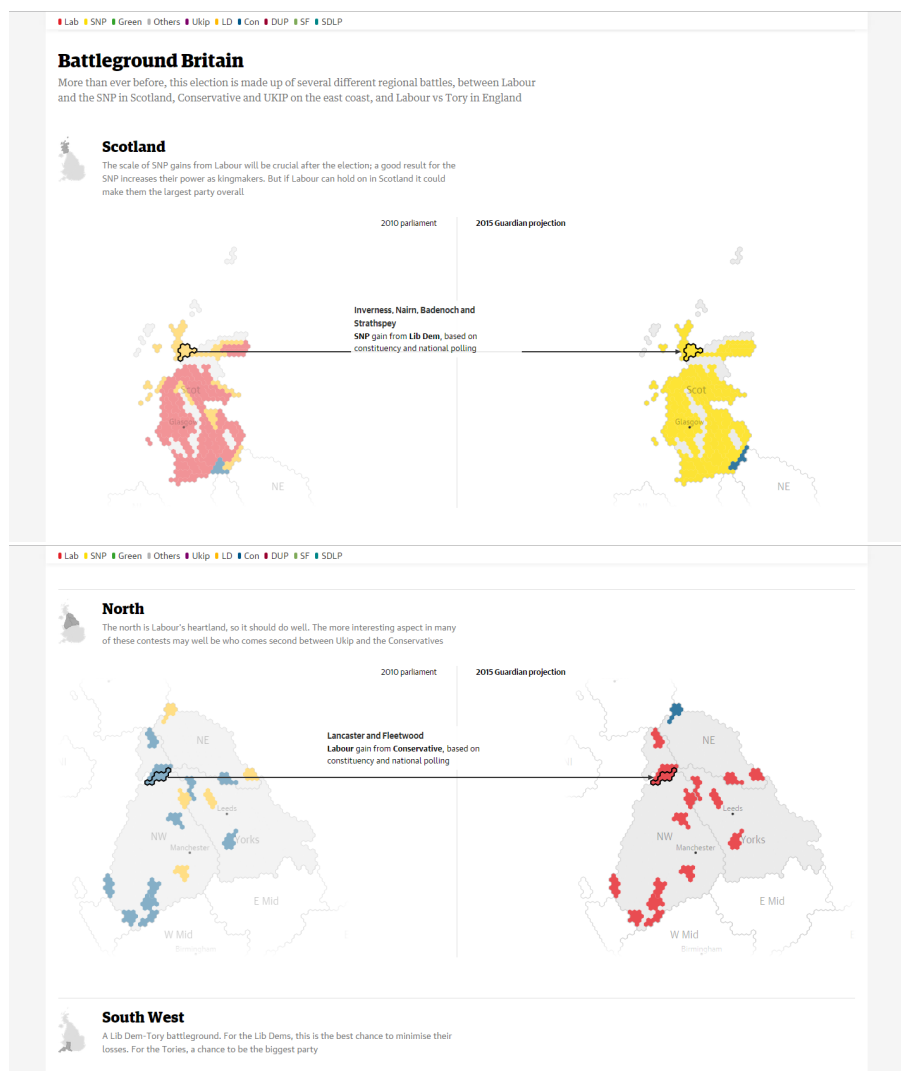 Lab SNP Green Others Ukip LD Con DUP SF SDLP
Battleground Britain
More than ever before, this election is made up of several different regional battles, between Labour
and the SNP in Scotland, Conservative and UKIP on the east coast, and Labour vs Tory in England
Scotland
The scale of SNP gains from Labour will be crucial after the election; a good result for the
SNP increases their power as kingmakers. But if Labour can hold on in Scotland it could
make them the largest party overall
2010 parliament
2015 Guardian projection
Inverness, Nairn, Badenoch and
Strathspey
SNP gain from Lib Dem, based on
constituency and national polling
Scot
Glasgow
NE
Scot
Glasgow
NE
Lab SNP Green Others Ukip LD Con DUP SF SDLP
North
The north is Labour's heartland, so it should do well. The more interesting aspect in many
of these contests may well be who comes second between Ukip and the Conservatives
2010 parliament
2015 Guardian projection
Lancaster and Fleetwood
Labour gain from Conservative, based on
constituency and national polling
NE
Leeds
NW
Yorks
Manchester
E Mid
W Mid
Birmingham
NE
Leeds
NW
Yorks
Manchester
E Mid
W Mid
Birmingham
South West
A Lib Dem-Tory battleground. For the Lib Dems, this is the best chance to minimise their
losses. For the Tories, a chance to be the biggest party